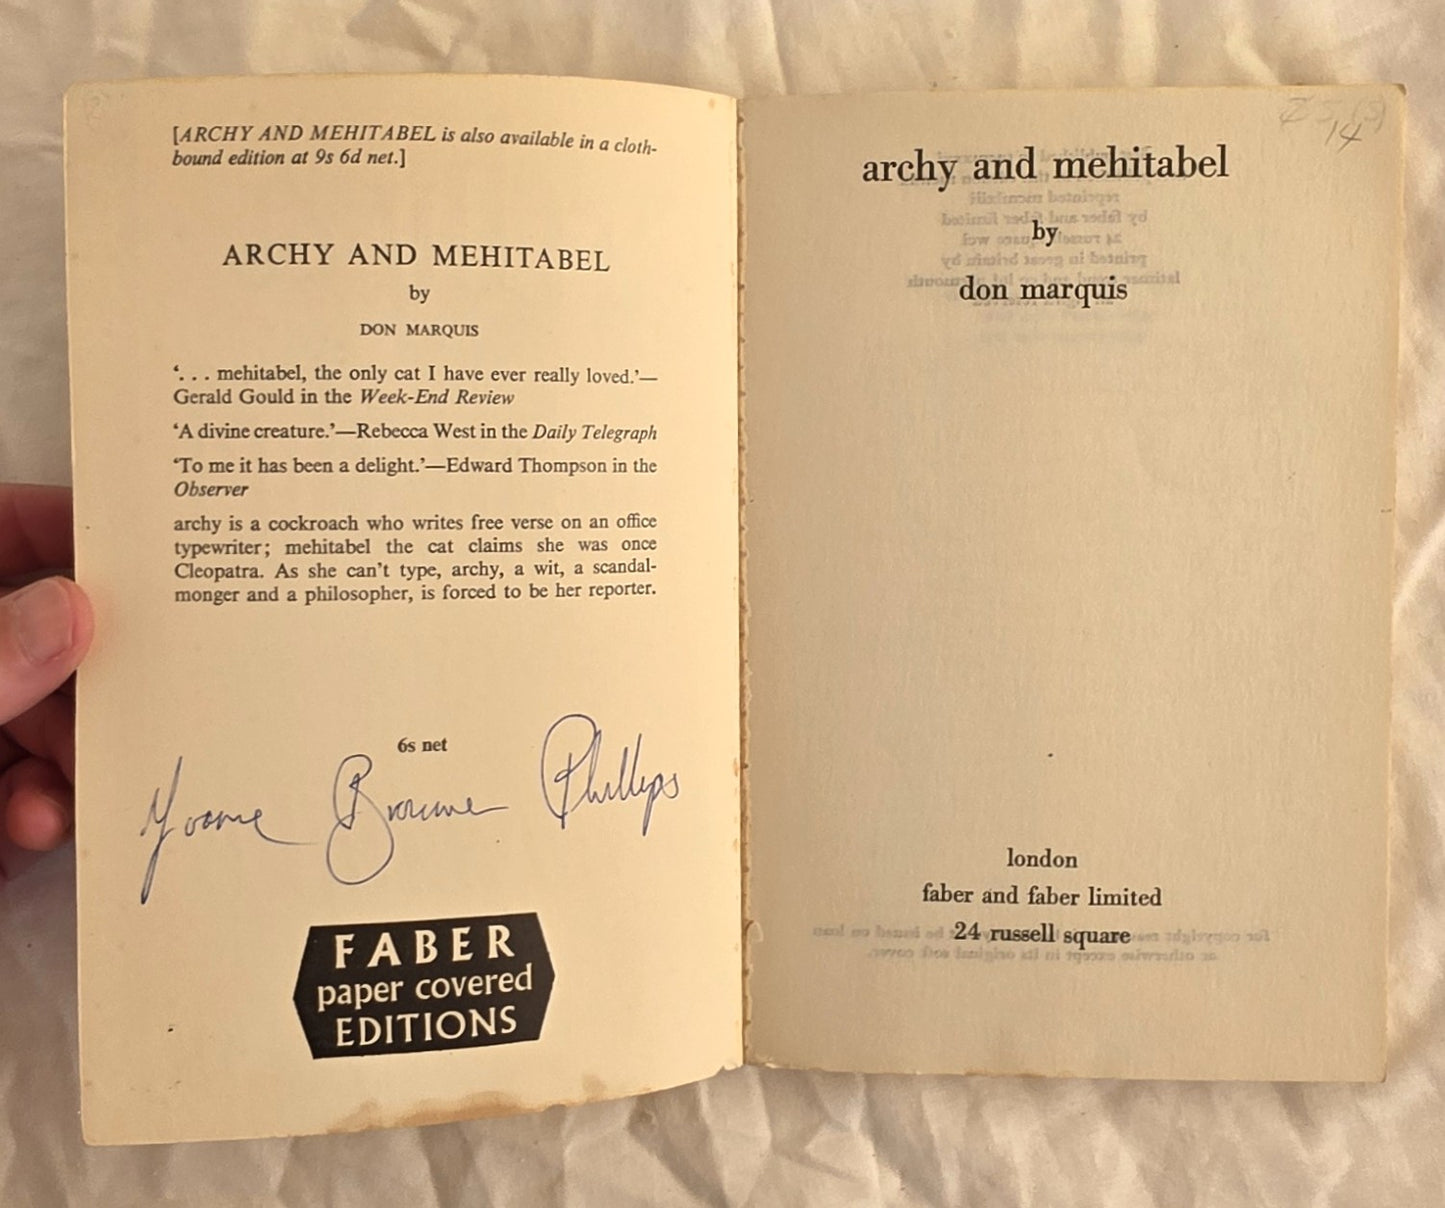 [ARCHY AND MEHITABEL is also available in a cloth-
bound edition at 9s 6d net.]
ARCHY AND MEHITABEL
by
DON MARQUIS
‘. . . mehitabel, the only cat I have ever really loved.’—
Gerald Gould in the Week-End Review
‘A divine creature.’—Rebecca West in the Daily Telegraph
‘To me it has been a delight.’—Edward Thompson in the
Observer
archy is a cockroach who writes free verse on an office
typewriter; mehitabel the cat claims she was once
Cleopatra. As she can’t type, archy, a wit, a scandal-
monger and a philosopher, is forced to be her reporter.
6s net
Yvonne Browne Phillips
FABER
paper covered
EDITIONS
14
archy and mehitabel
by
don marquis
london
faber and faber limited
24 russell square